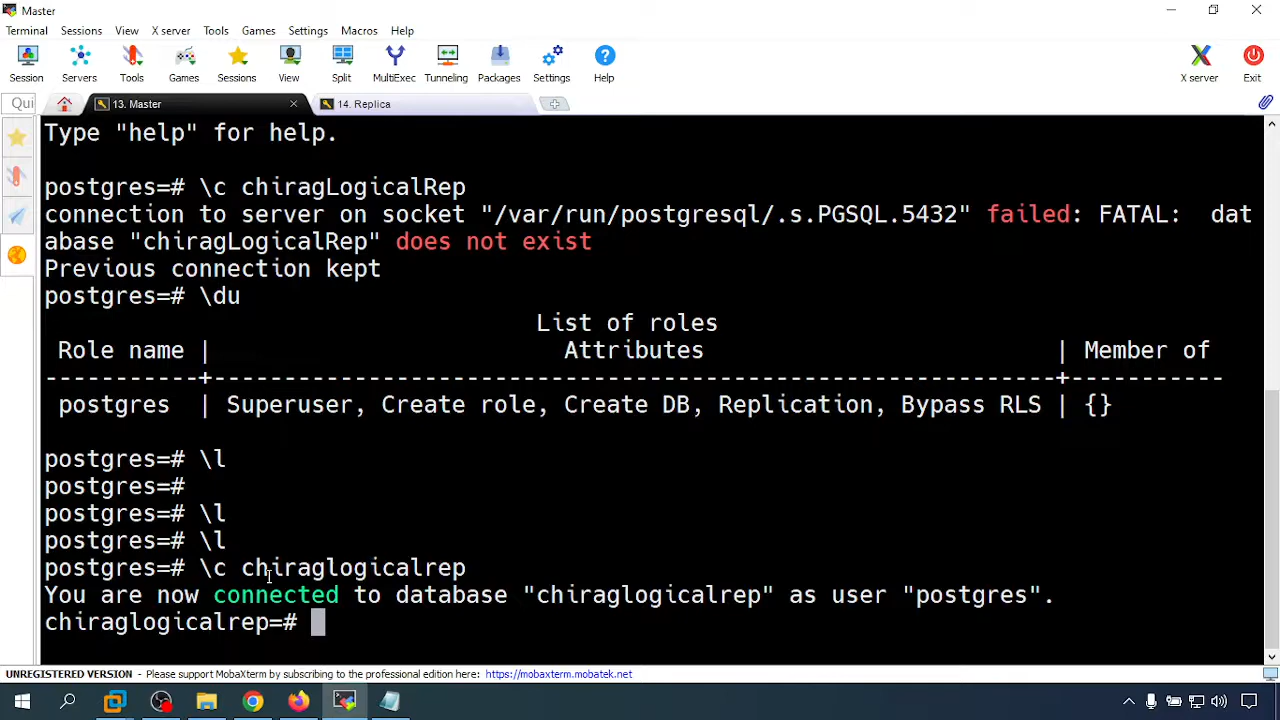 Master
Terminal Sessions View X server Tools Games Settings Macros Help
Session Servers Tools Games Sessions View Split MultiExec Tunneling Packages Settings Help X server Exit
Qui 13. Master 14. Replica
Type "help" for help.
postgres=# \c chiragLogicalRep
connection to server on socket "/var/run/postgresql/.s.PGSQL.5432" failed: FATAL:  dat
abase "chiragLogicalRep" does not exist
Previous connection kept
postgres=# \du
List of roles
Role name | Attributes | Member of
-----------+------------------------------------------------------------+-----------
postgres | Superuser, Create role, Create DB, Replication, Bypass RLS | {}
postgres=# \l
postgres=#
postgres=# \l
postgres=# \l
postgres=# \c chiraglogicalrep
You are now connected to database "chiraglogicalrep" as user "postgres".
chiraglogicalrep=#
UNREGISTERED VERSION - Please support MobaXterm by subscribing to the professional edition here: https://mobaxterm.mobatek.net